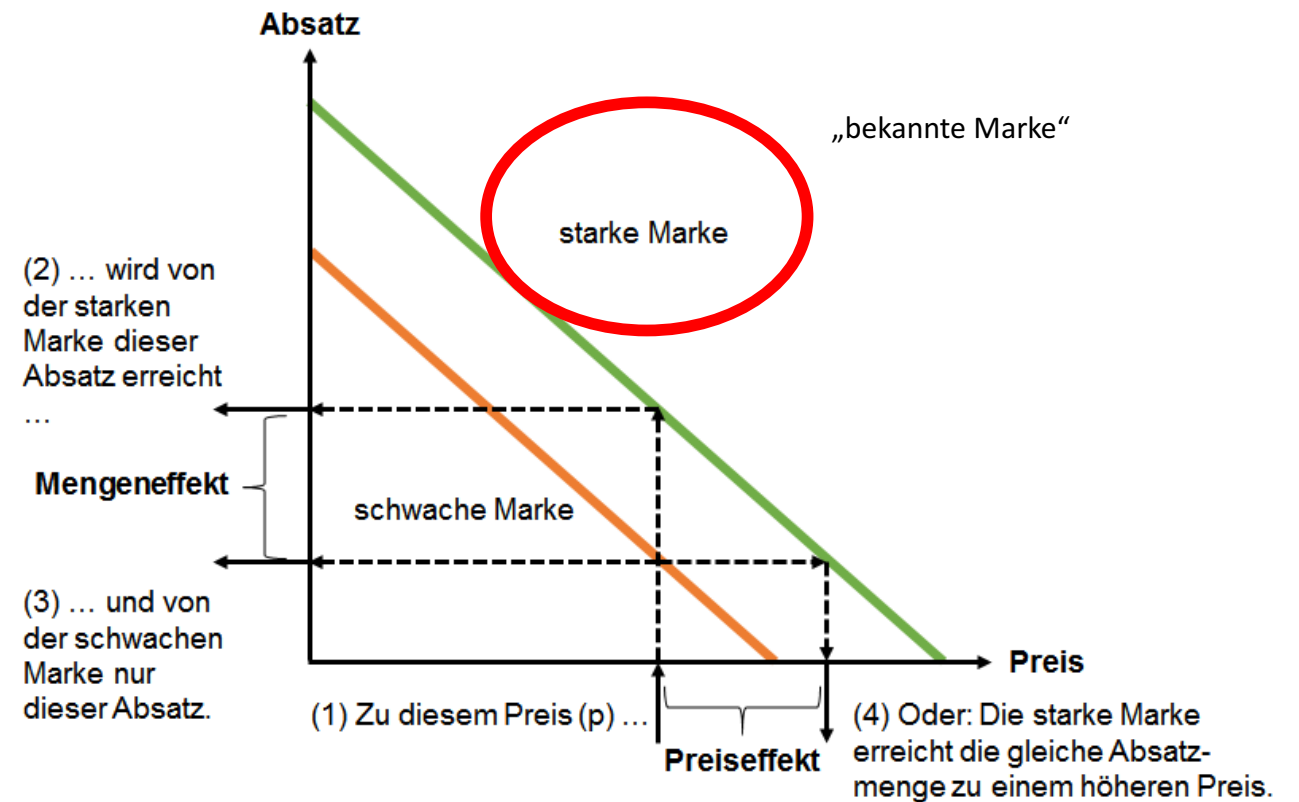 Absatz
„bekannte Marke“
starke Marke
(2) … wird von
der starken
Marke dieser
Absatz erreicht
…
Mengeneffekt
schwache Marke
(3) … und von
der schwachen
Marke nur
dieser Absatz.
Preis
(1) Zu diesem Preis (p) …
Preiseffekt
(4) Oder: Die starke Marke
erreicht die gleiche Absatz-
menge zu einem höheren Preis.